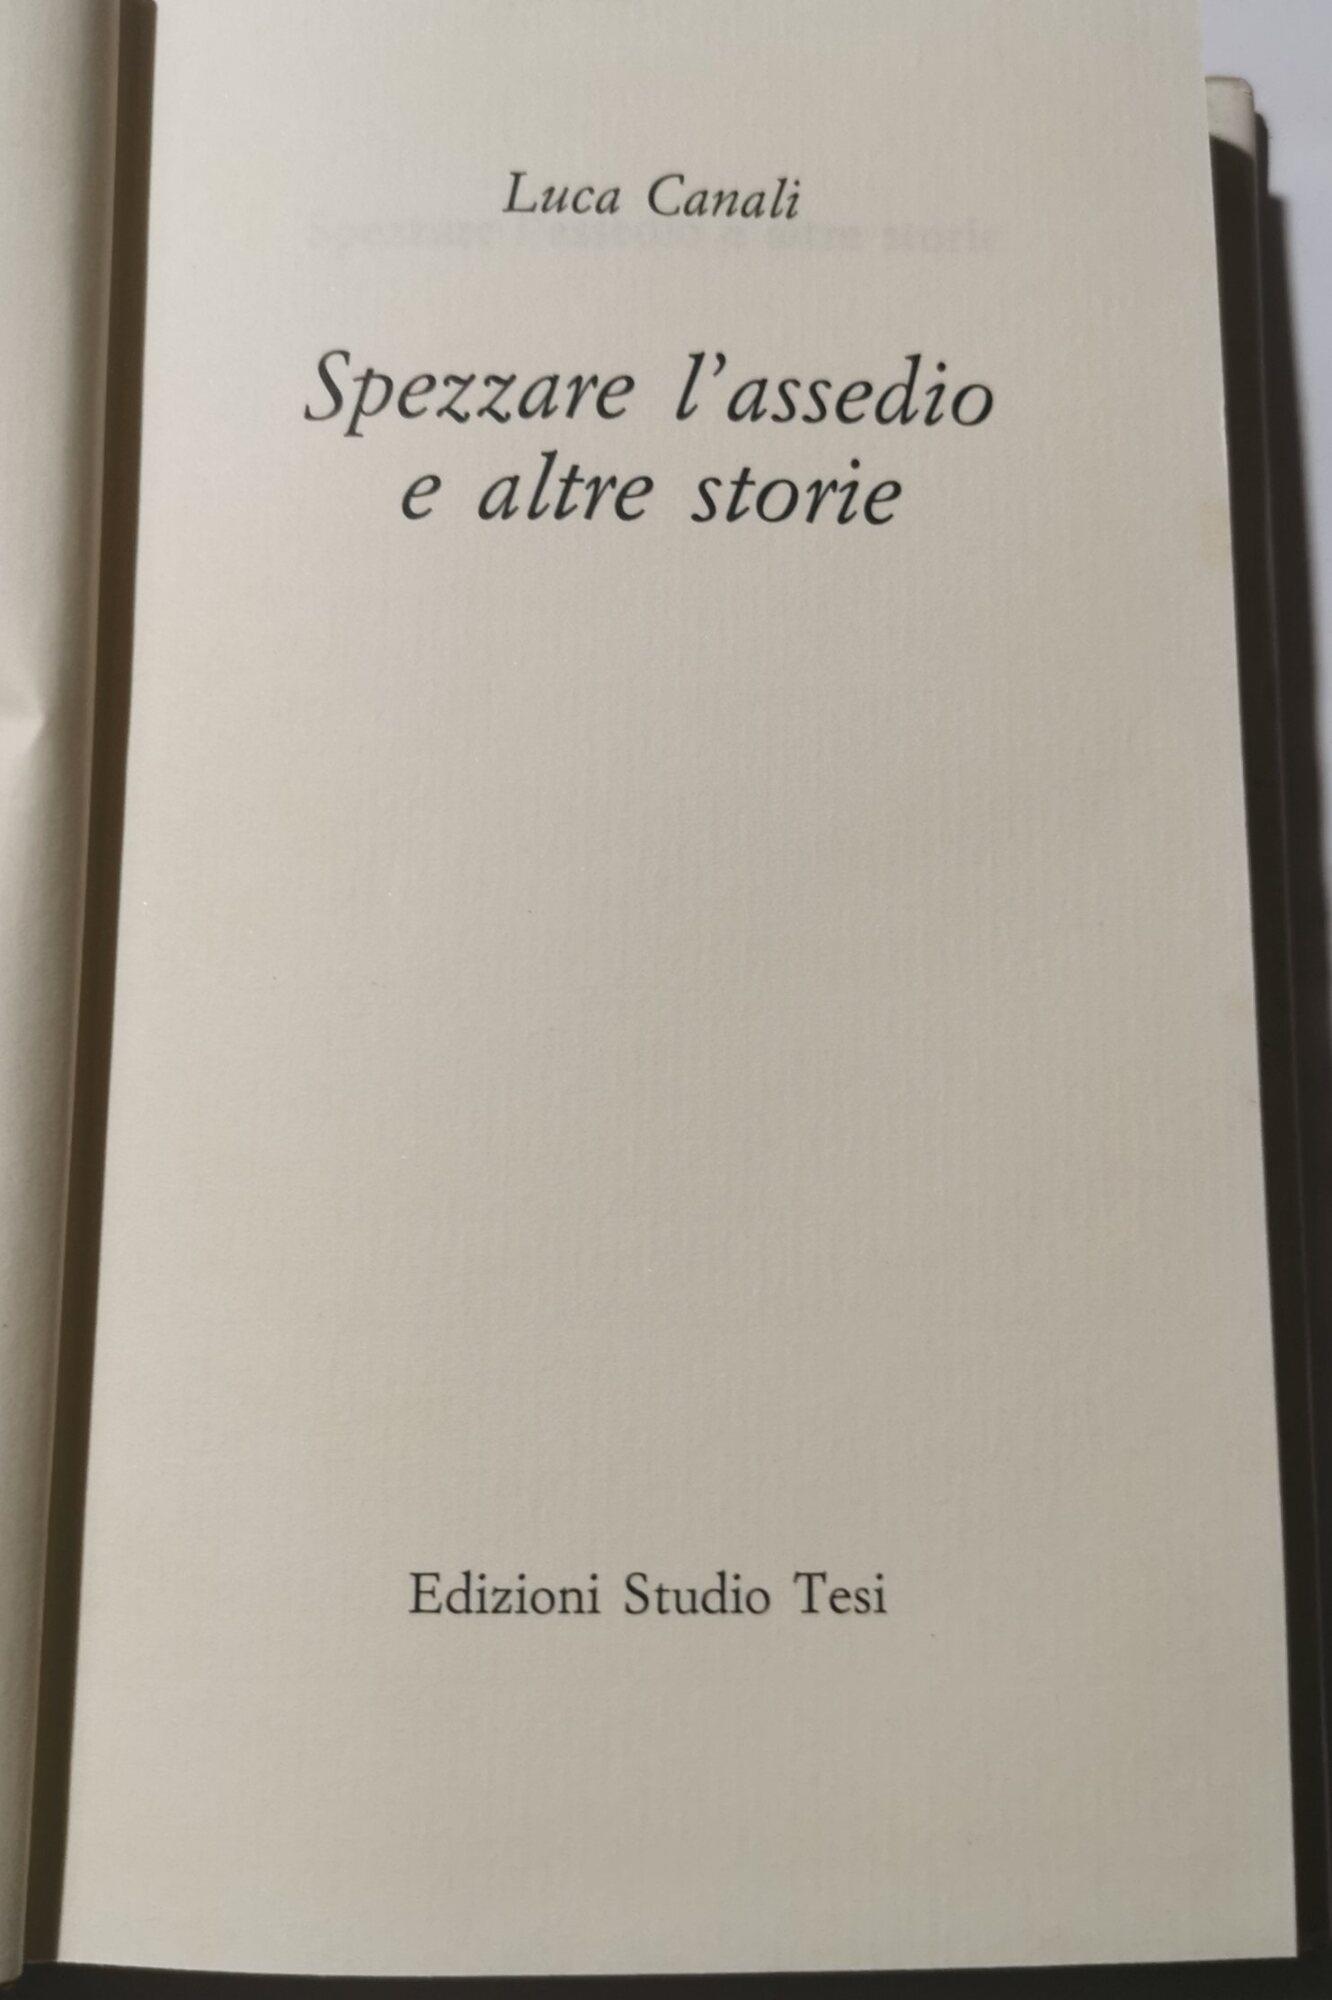 Luca Canali
Spezzare l'assedio
e altre storie
Edizioni Studio Tesi